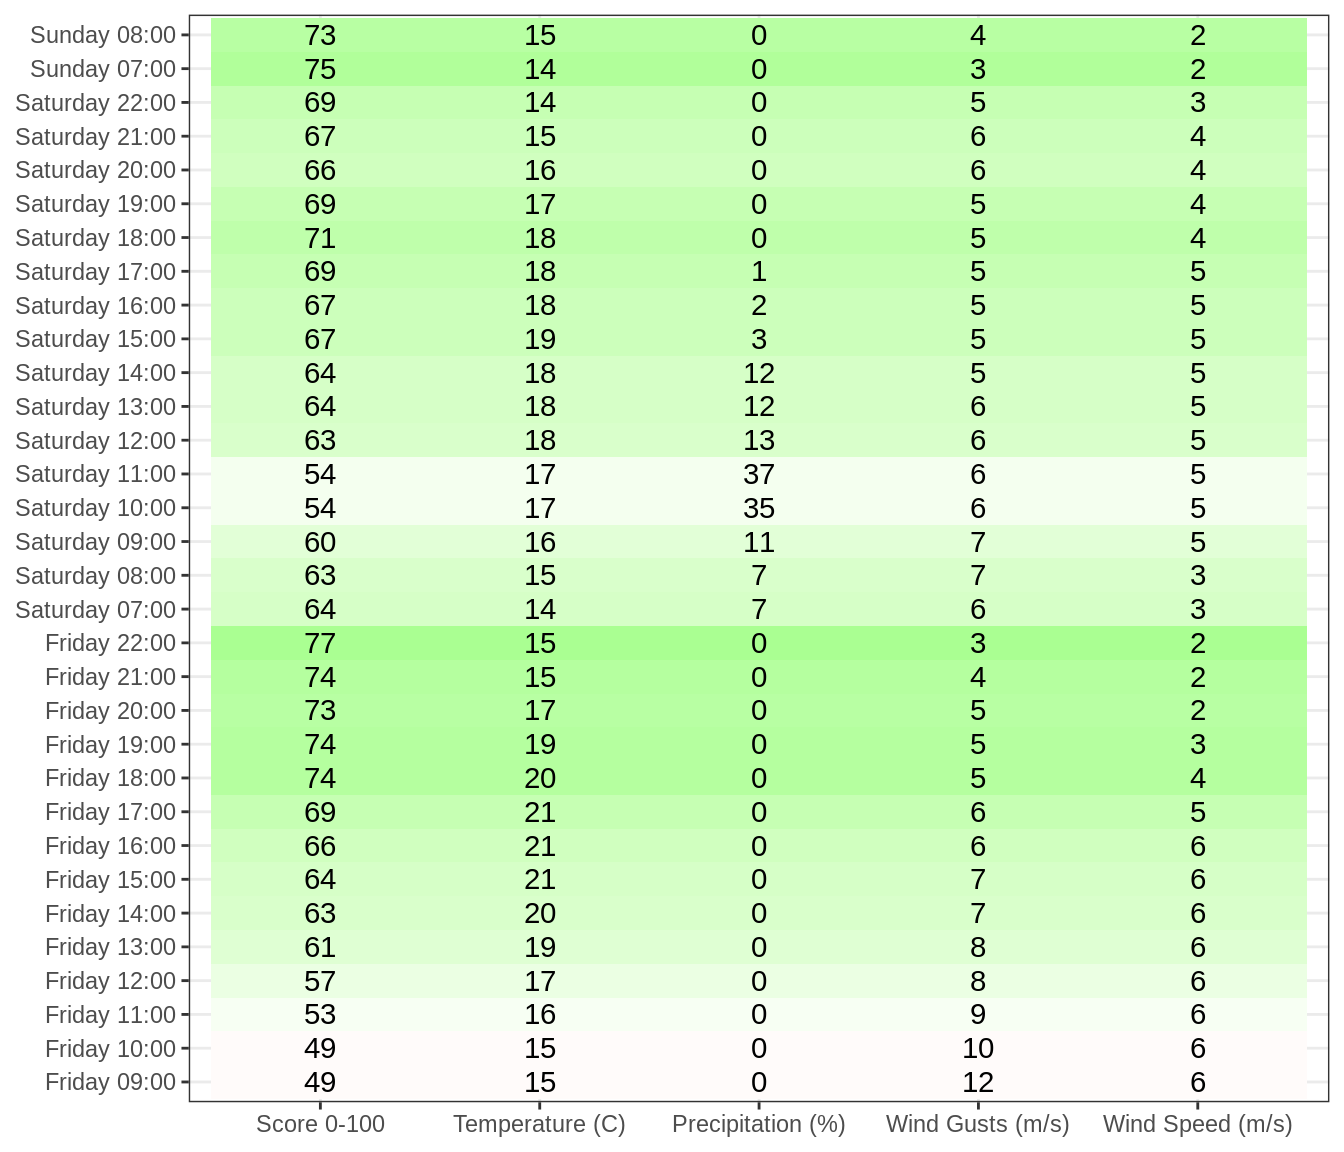 Sunday 08:00 73 15 0 4 2
Sunday 07:00 75 14 0 3 2
Saturday 22:00 69 14 0 5 3
Saturday 21:00 67 15 0 6 4
Saturday 20:00 66 16 0 6 4
Saturday 19:00 69 17 0 5 4
Saturday 18:00 71 18 0 5 4
Saturday 17:00 69 18 1 5 5
Saturday 16:00 67 18 2 5 5
Saturday 15:00 67 19 3 5 5
Saturday 14:00 64 18 12 5 5
Saturday 13:00 64 18 12 6 5
Saturday 12:00 63 18 13 6 5
Saturday 11:00 54 17 37 6 5
Saturday 10:00 54 17 35 6 5
Saturday 09:00 60 16 11 7 5
Saturday 08:00 63 15 7 7 3
Saturday 07:00 64 14 7 6 3
Friday 22:00 77 15 0 3 2
Friday 21:00 74 15 0 4 2
Friday 20:00 73 17 0 5 2
Friday 19:00 74 19 0 5 3
Friday 18:00 74 20 0 5 4
Friday 17:00 69 21 0 6 5
Friday 16:00 66 21 0 6 6
Friday 15:00 64 21 0 7 6
Friday 14:00 63 20 0 7 6
Friday 13:00 61 19 0 8 6
Friday 12:00 57 17 0 8 6
Friday 11:00 53 16 0 9 6
Friday 10:00 49 15 0 10 6
Friday 09:00 49 15 0 12 6
Score 0-100 Temperature (C) Precipitation (%) Wind Gusts (m/s) Wind Speed (m/s)